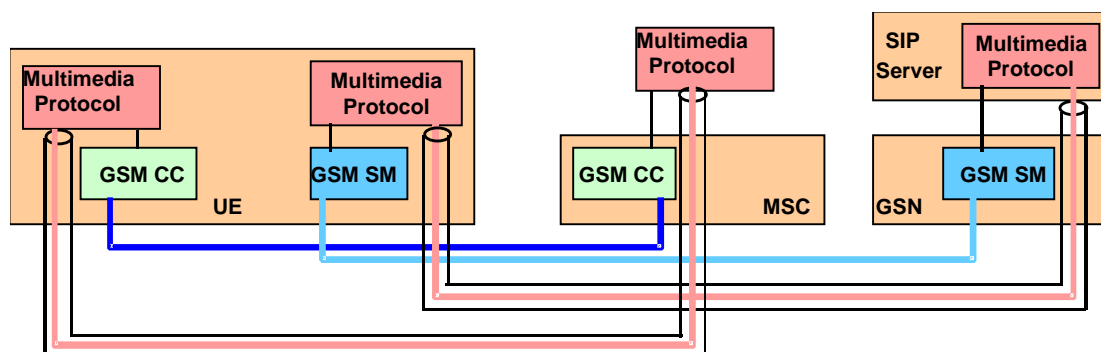 Multimedia
Protocol
Multimedia
Protocol
GSM CC
GSM SM
UE
Multimedia
Protocol
GSM CC
MSC
SIP
Server
Multimedia
Protocol
GSM SM
GSN